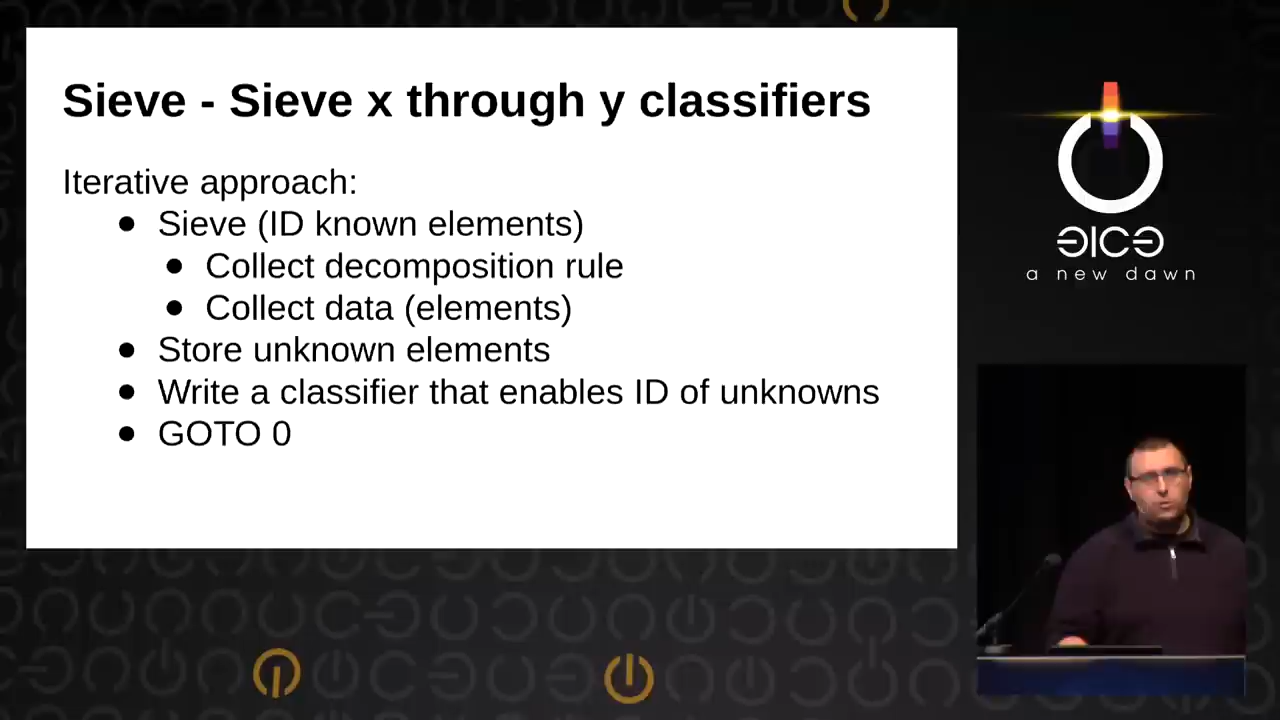 Sieve - Sieve x through y classifiers
Iterative approach:
● Sieve (ID known elements)
● Collect decomposition rule
● Collect data (elements)
● Store unknown elements
● Write a classifier that enables ID of unknowns
● GOTO 0
30C3
a new dawn